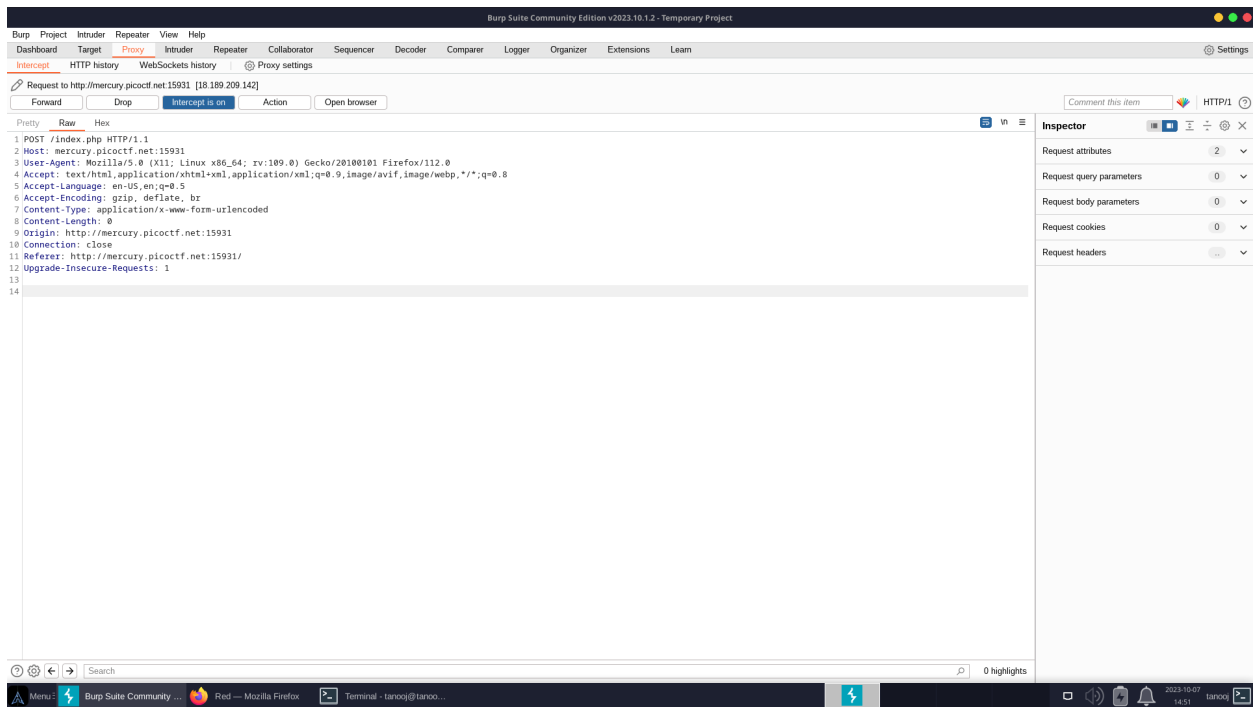 Burp Suite Community Edition v2023.10.1.2 - Temporary Project
Burp Project Intruder Repeater View Help
Dashboard Target Proxy Intruder Repeater Collaborator Sequencer Decoder Comparer Logger Organizer Extensions Learn Settings
Intercept HTTP history WebSockets history Proxy settings
Request to http://mercury.picoctf.net:15931 [18.189.209.142]
Forward Drop Intercept is on Action Open browser Comment this item HTTP/1 ?
Pretty Raw Hex \n
1 POST /index.php HTTP/1.1
2 Host: mercury.picoctf.net:15931
3 User-Agent: Mozilla/5.0 (X11; Linux x86_64; rv:109.0) Gecko/20100101 Firefox/112.0
4 Accept: text/html,application/xhtml+xml,application/xml;q=0.9,image/avif,image/webp,*/*;q=0.8
5 Accept-Language: en-US,en;q=0.5
6 Accept-Encoding: gzip, deflate, br
7 Content-Type: application/x-www-form-urlencoded
8 Content-Length: 0
9 Origin: http://mercury.picoctf.net:15931
10 Connection: close
11 Referer: http://mercury.picoctf.net:15931/
12 Upgrade-Insecure-Requests: 1
13
14
Inspector
Request attributes 2
Request query parameters 0
Request body parameters 0
Request cookies 0
Request headers ...
? Search 0 highlights
Menu Burp Suite Community ... Red — Mozilla Firefox Terminal - tanooj@tanoo... 2023-10-07 14:51 tanooj